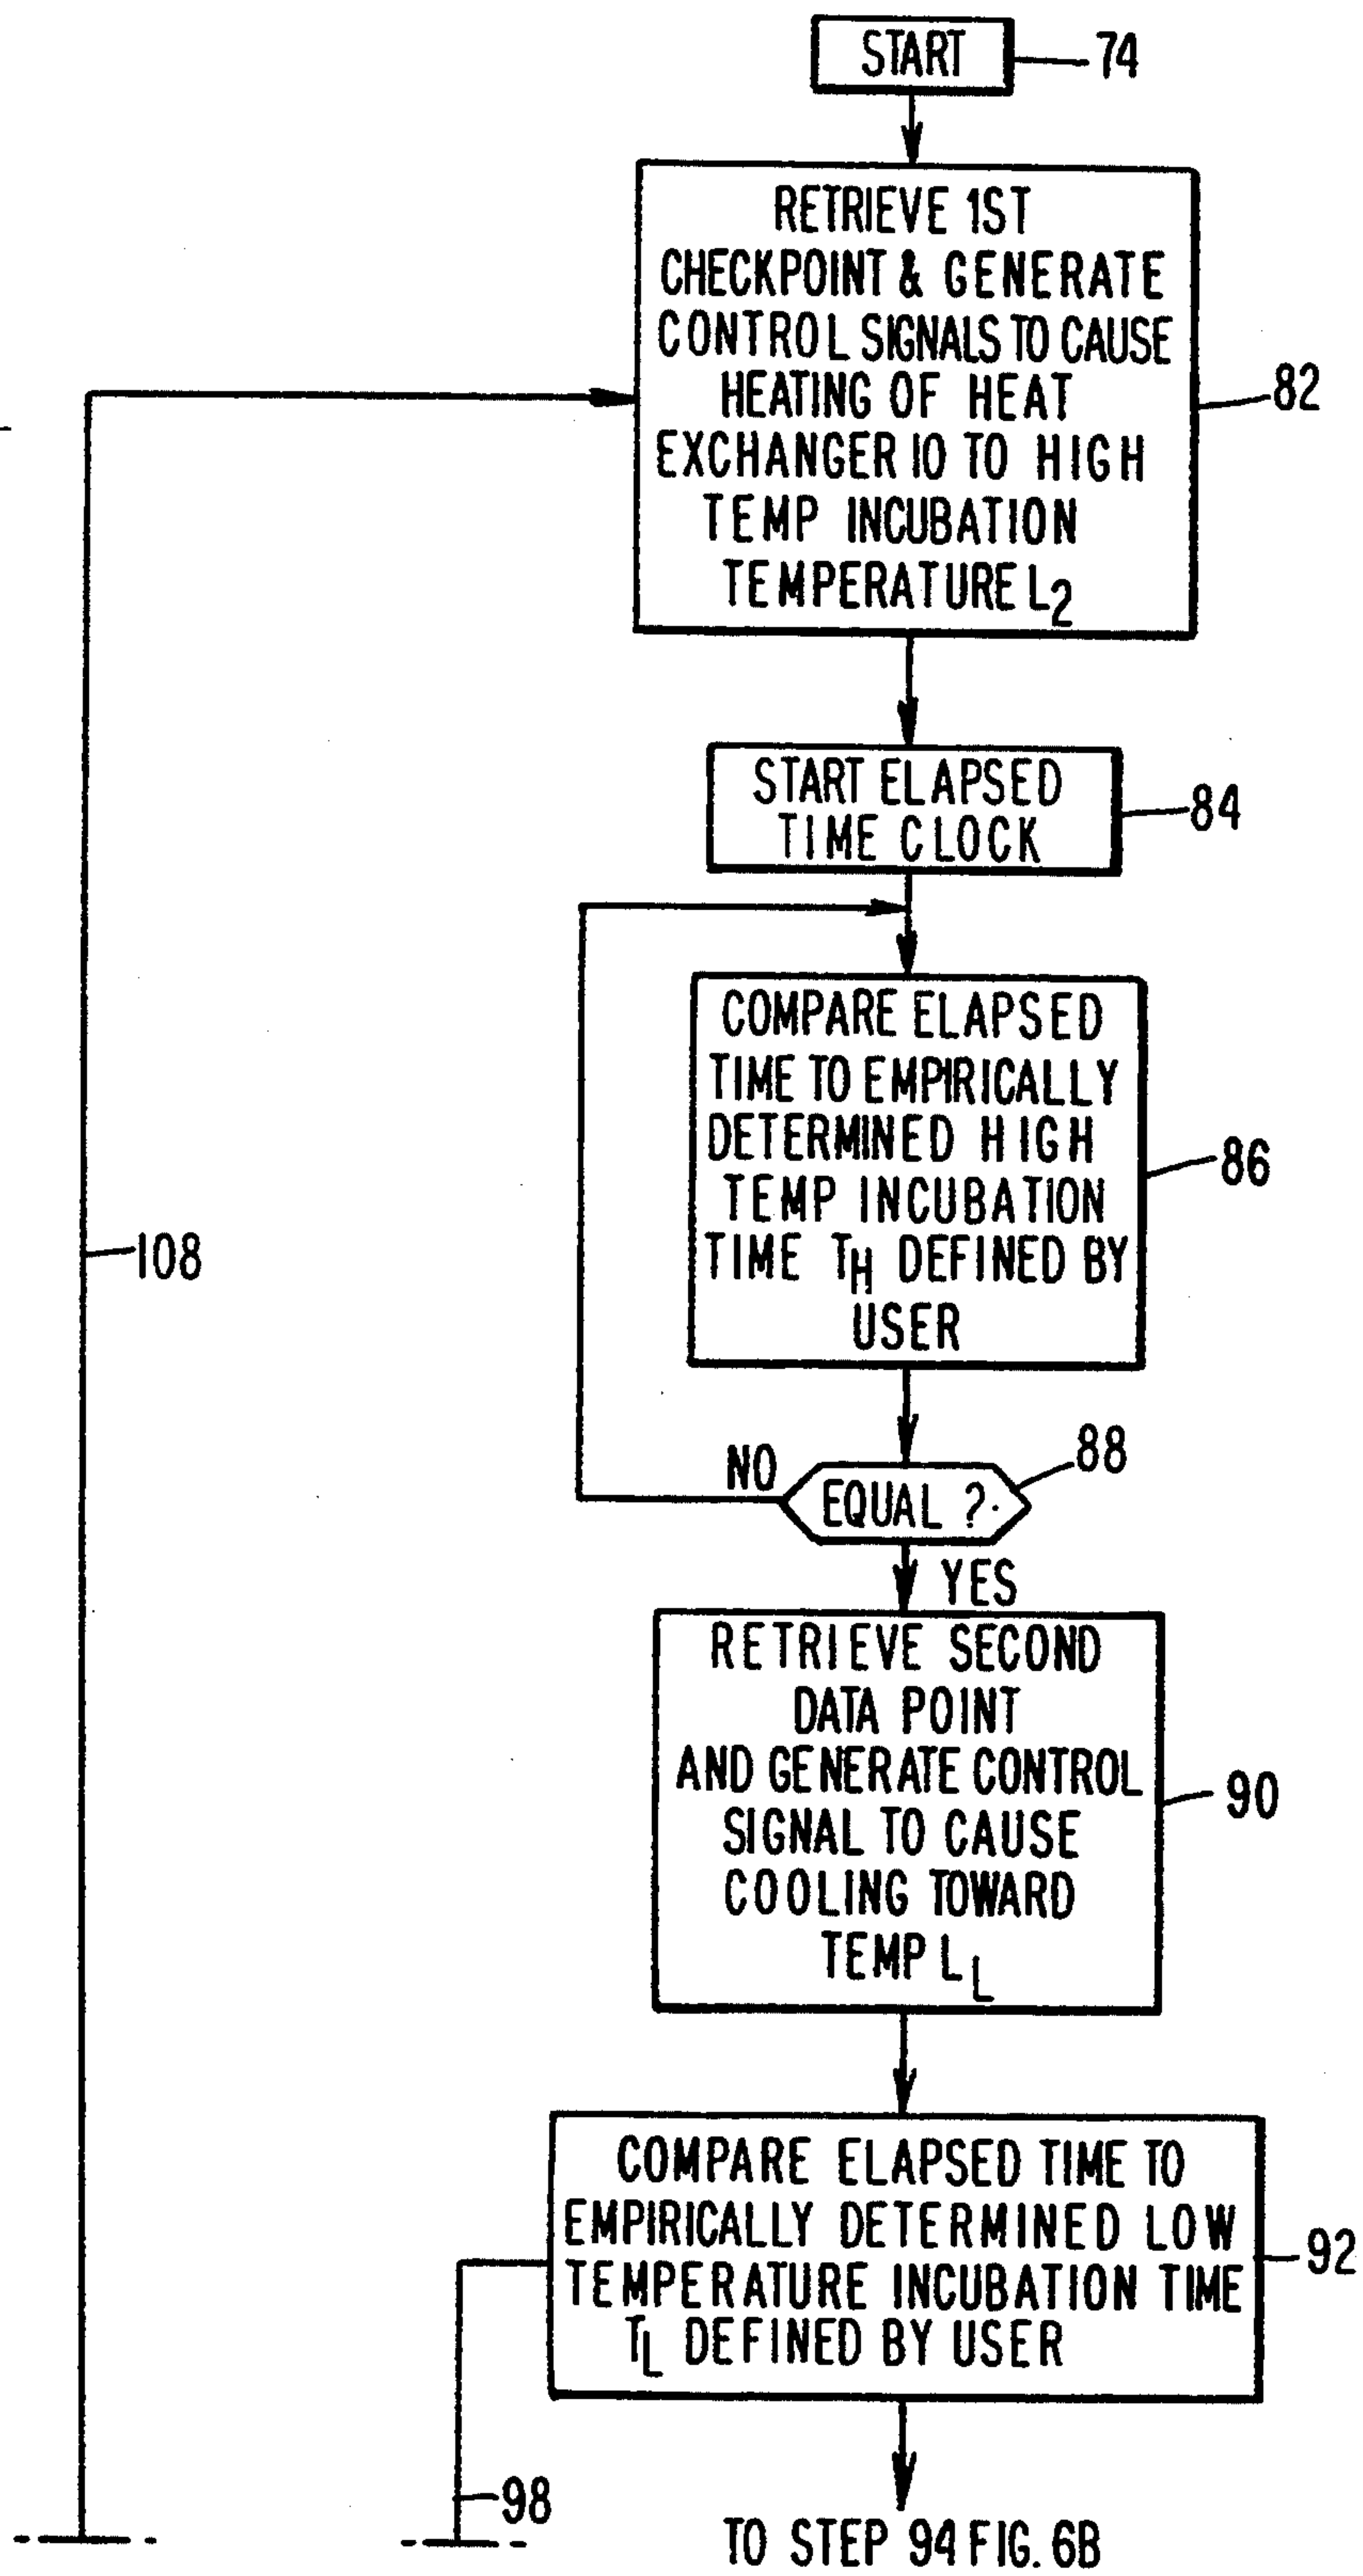 START
74
RETRIEVE 1ST
CHECKPOINT & GENERATE
CONTROL SIGNALS TO CAUSE
HEATING OF HEAT
EXCHANGER 10 TO HIGH
TEMP INCUBATION
TEMPERATURE L2
82
START ELAPSED
TIME CLOCK
84
COMPARE ELAPSED
TIME TO EMPIRICALLY
DETERMINED HIGH
TEMP INCUBATION
TIME TH DEFINED BY
USER
86
108
NO
EQUAL ?
88
YES
RETRIEVE SECOND
DATA POINT
AND GENERATE CONTROL
SIGNAL TO CAUSE
COOLING TOWARD
TEMP LL
90
COMPARE ELAPSED TIME TO
EMPIRICALLY DETERMINED LOW
TEMPERATURE INCUBATION TIME
TL DEFINED BY USER
92
98
TO STEP 94 FIG. 6B